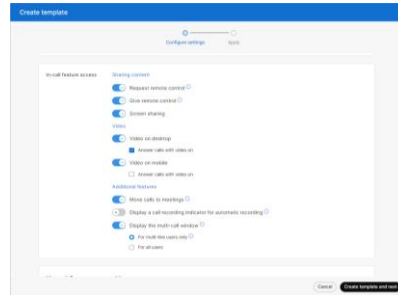 Create template
Configure settings
Apply
In-call feature access
Sharing content
Request remote control
Give remote control
Screen sharing
Video
Video on desktop
Answer calls with video on
Video on mobile
Answer calls with video on
Additional features
Move calls to meetings
Display a call recording indicator for automatic recording
Display the multi-call window
For multi-line users only
For all users
Cancel
Create template and next